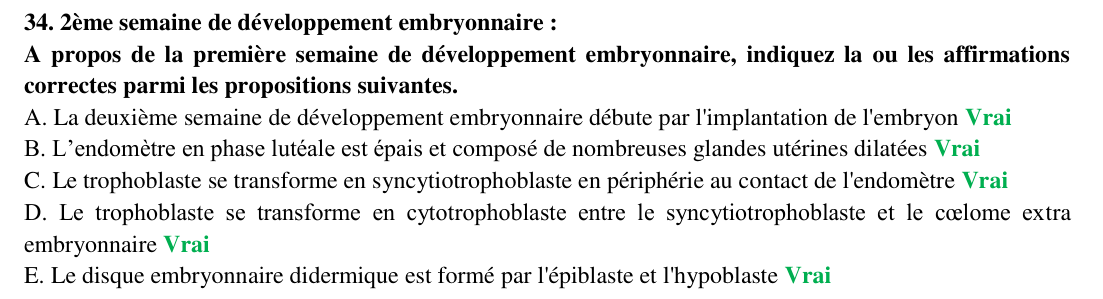 34. 2ème semaine de développement embryonnaire :
A propos de la première semaine de développement embryonnaire, indiquez la ou les affirmations
correctes parmi les propositions suivantes.
A. La deuxième semaine de développement embryonnaire débute par l'implantation de l'embryon Vrai
B. L’endomètre en phase lutéale est épais et composé de nombreuses glandes utérines dilatées Vrai
C. Le trophoblaste se transforme en syncytiotrophoblaste en périphérie au contact de l'endomètre Vrai
D. Le trophoblaste se transforme en cytotrophoblaste entre le syncytiotrophoblaste et le cœlome extra
embryonnaire Vrai
E. Le disque embryonnaire didermique est formé par l'épiblaste et l'hypoblaste Vrai